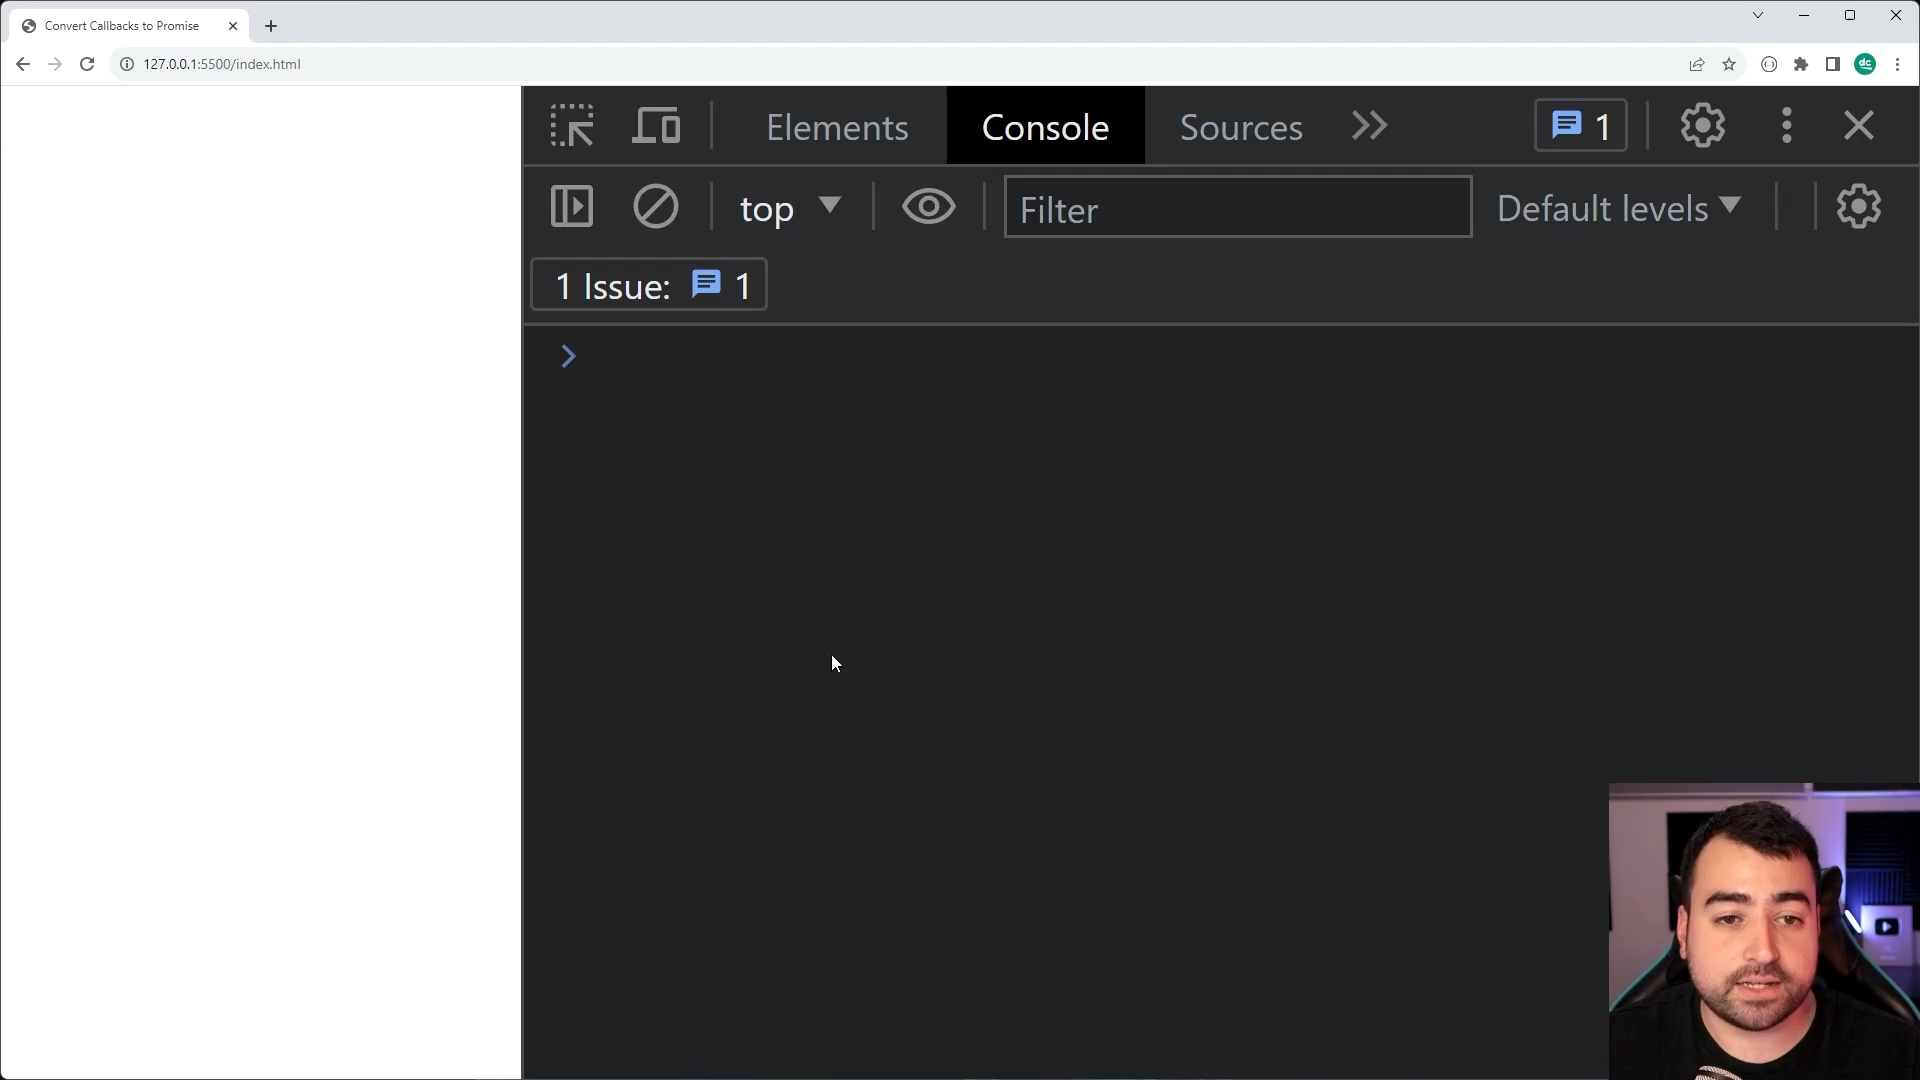 Convert Callbacks to Promise
127.0.0.1:5500/index.html
dc
Elements Console Sources 1
top Filter Default levels
1 Issue: 1